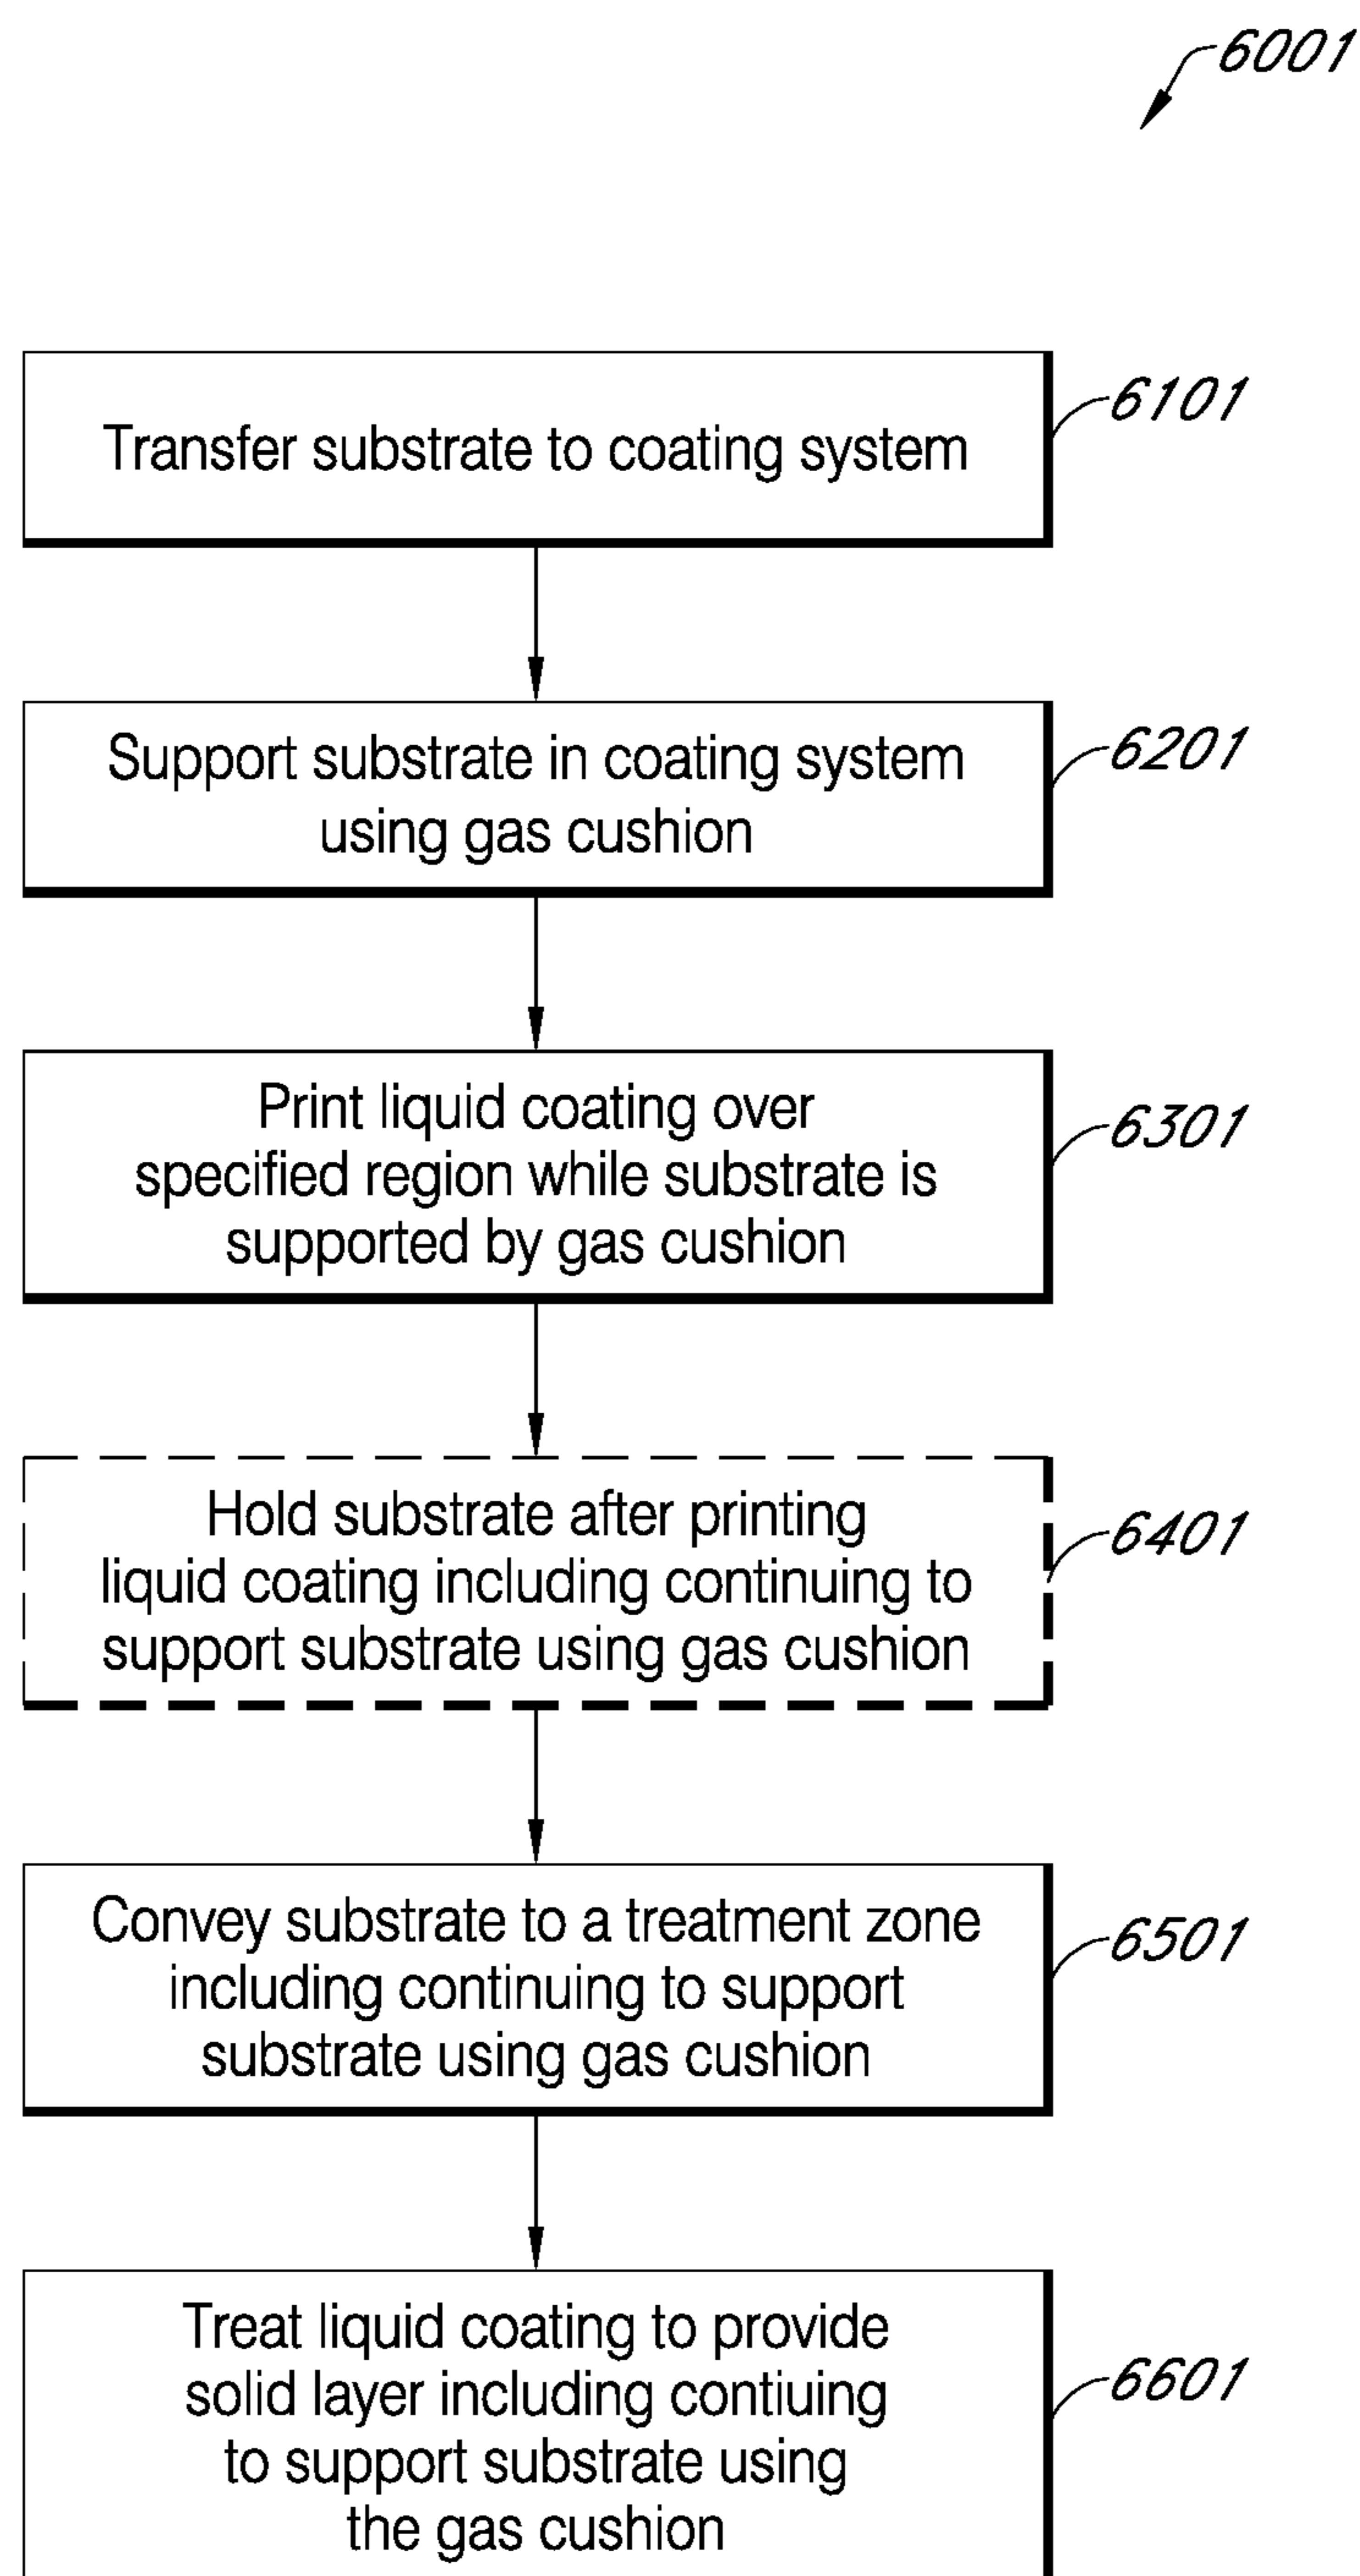 6001
Transfer substrate to coating system
6101
Support substrate in coating system
using gas cushion
6201
Print liquid coating over
specified region while substrate is
supported by gas cushion
6301
Hold substrate after printing
liquid coating including continuing to
support substrate using gas cushion
6401
Convey substrate to a treatment zone
including continuing to support
substrate using gas cushion
6501
Treat liquid coating to provide
solid layer including contiuing
to support substrate using
the gas cushion
6601